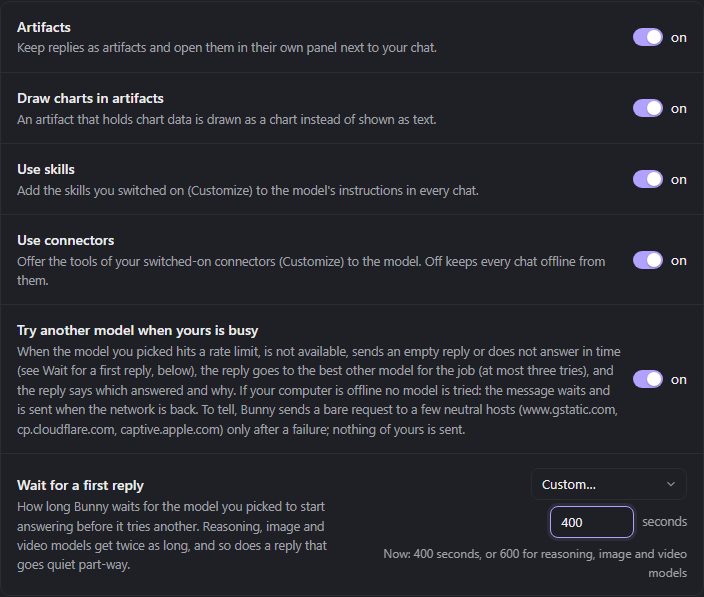 Artifacts
Keep replies as artifacts and open them in their own panel next to your chat.
on
Draw charts in artifacts
An artifact that holds chart data is drawn as a chart instead of shown as text.
on
Use skills
Add the skills you switched on (Customize) to the model's instructions in every chat.
on
Use connectors
Offer the tools of your switched-on connectors (Customize) to the model. Off keeps every chat offline from
them.
on
Try another model when yours is busy
When the model you picked hits a rate limit, is not available, sends an empty reply or does not answer in time
(see Wait for a first reply, below), the reply goes to the best other model for the job (at most three tries), and
the reply says which answered and why. If your computer is offline no model is tried: the message waits and
is sent when the network is back. To tell, Bunny sends a bare request to a few neutral hosts (www.gstatic.com,
cp.cloudflare.com, captive.apple.com) only after a failure; nothing of yours is sent.
on
Wait for a first reply
How long Bunny waits for the model you picked to start
answering before it tries another. Reasoning, image and
video models get twice as long, and so does a reply that
goes quiet part-way.
Custom...
400
seconds
Now: 400 seconds, or 600 for reasoning, image and video
models